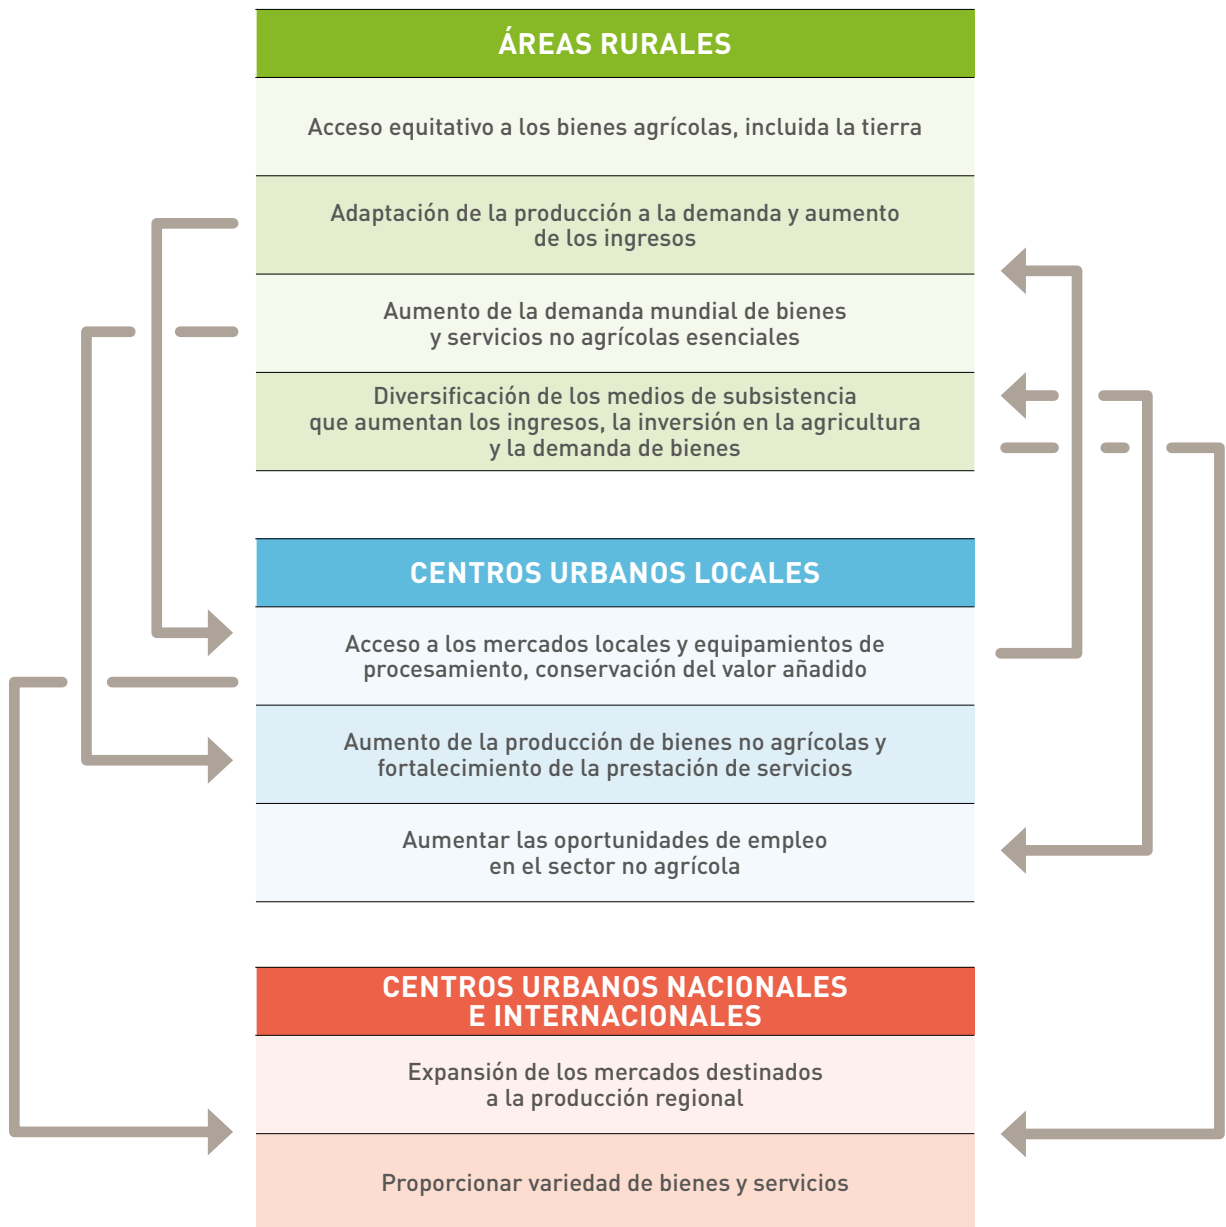 ÁREAS RURALES
Acceso equitativo a los bienes agrícolas, incluida la tierra
Adaptación de la producción a la demanda y aumento
de los ingresos
Aumento de la demanda mundial de bienes
y servicios no agrícolas esenciales
Diversificación de los medios de subsistencia
que aumentan los ingresos, la inversión en la agricultura
y la demanda de bienes
CENTROS URBANOS LOCALES
Acceso a los mercados locales y equipamientos de
procesamiento, conservación del valor añadido
Aumento de la producción de bienes no agrícolas y
fortalecimiento de la prestación de servicios
Aumentar las oportunidades de empleo
en el sector no agrícola
CENTROS URBANOS NACIONALES
E INTERNACIONALES
Expansión de los mercados destinados
a la producción regional
Proporcionar variedad de bienes y servicios